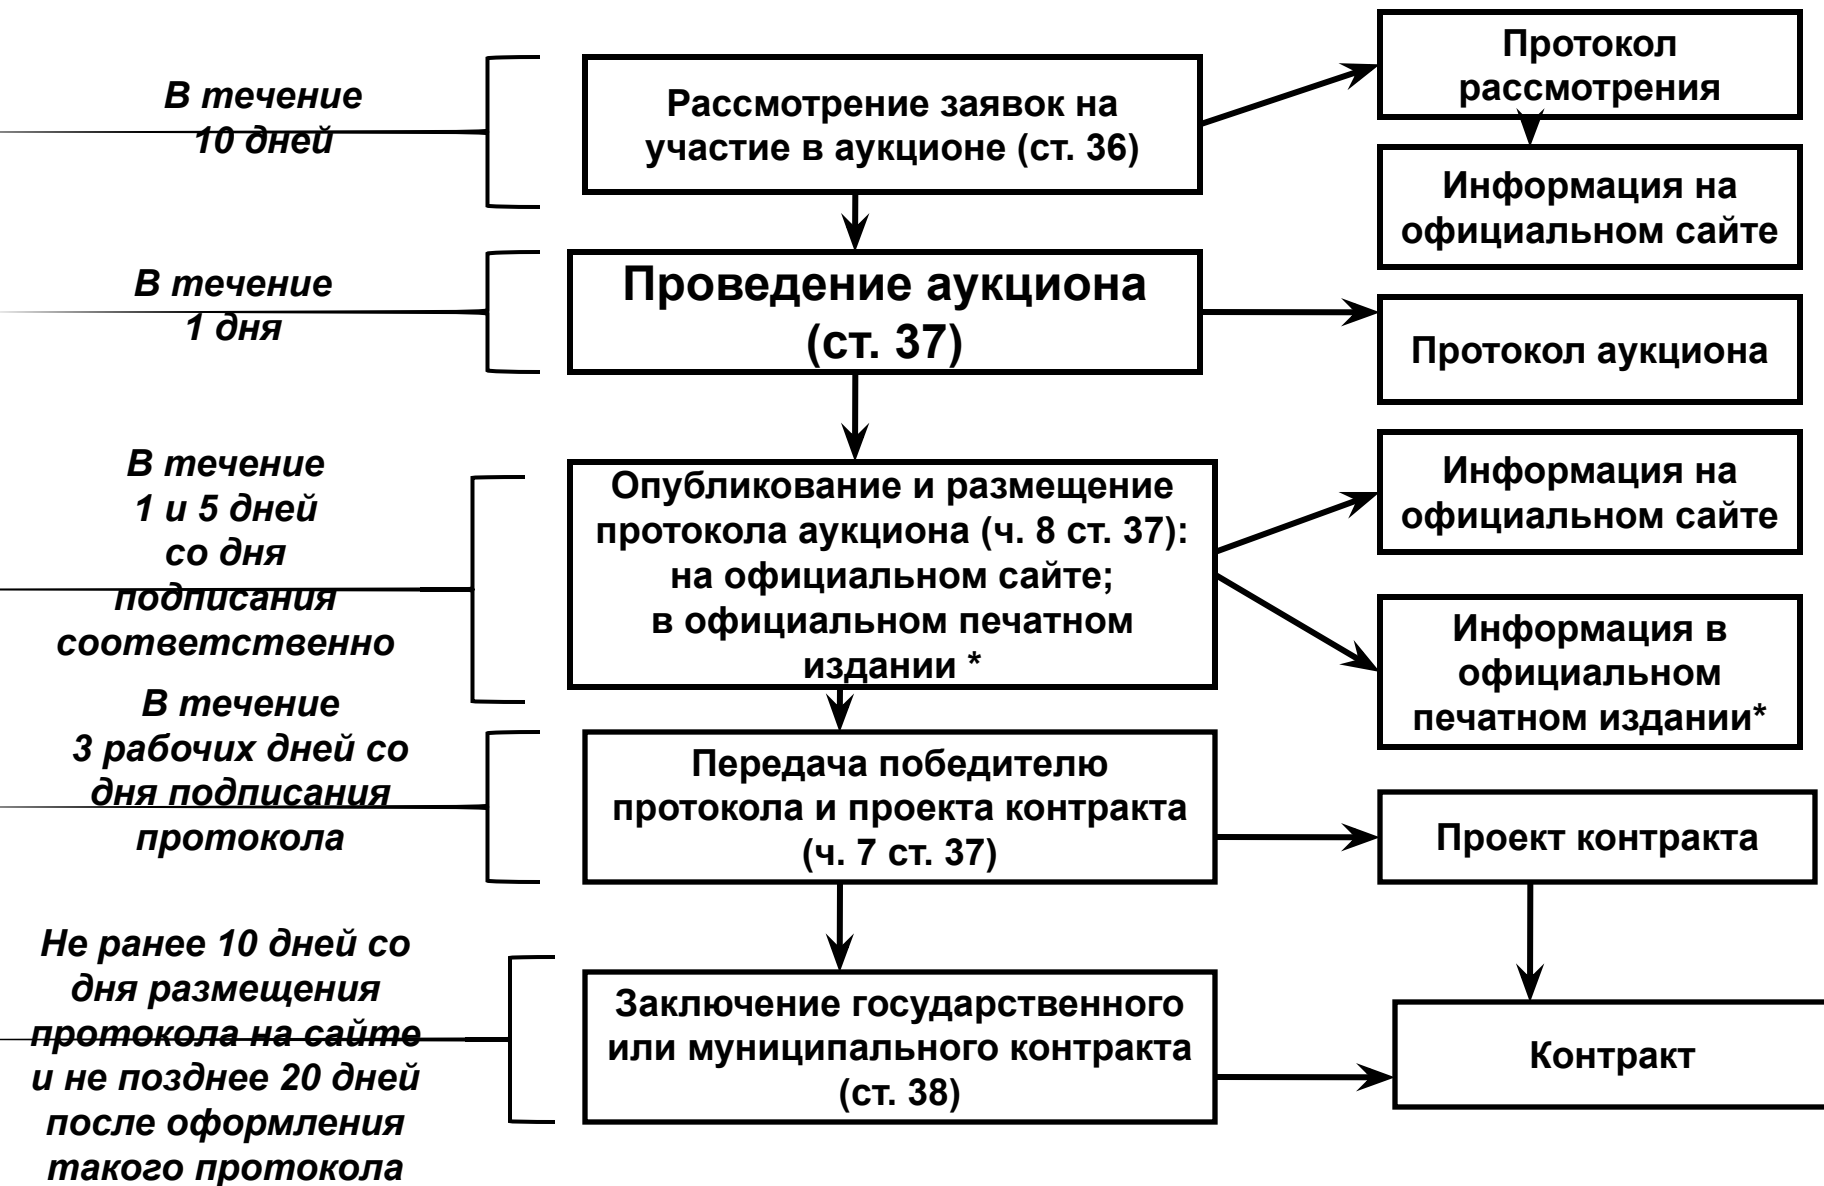 В течение
10 дней
Рассмотрение заявок на
участие в аукционе (ст. 36)
Протокол
рассмотрения
Информация на
официальном сайте
В течение
1 дня
Проведение аукциона
(ст. 37)
Протокол аукциона
В течение
1 и 5 дней
со дня
подписания
соответственно
Опубликование и размещение
протокола аукциона (ч. 8 ст. 37):
на официальном сайте;
в официальном печатном
издании *
Информация на
официальном сайте
Информация в
официальном
печатном издании*
В течение
3 рабочих дней со
дня подписания
протокола
Передача победителю
протокола и проекта контракта
(ч. 7 ст. 37)
Проект контракта
Не ранее 10 дней со
дня размещения
протокола на сайте
и не позднее 20 дней
после оформления
такого протокола
Заключение государственного
или муниципального контракта
(ст. 38)
Контракт